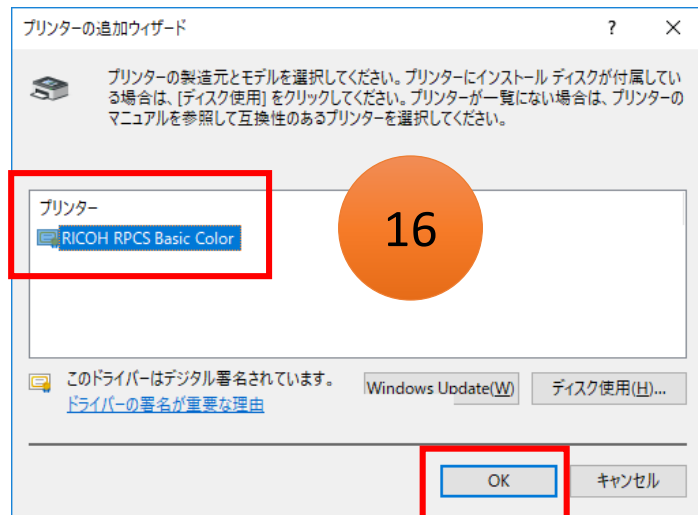 プリンターの追加ウィザード
? ×
プリンターの製造元とモデルを選択してください。プリンターにインストール ディスクが付属してい
る場合は、[ディスク使用] をクリックしてください。プリンターが一覧にない場合は、プリンターの
マニュアルを参照して互換性のあるプリンターを選択してください。
プリンター
RICOH RPCS Basic Color
16
このドライバーはデジタル署名されています。
ドライバーの署名が重要な理由
Windows Update(W)
ディスク使用(H)...
OK
キャンセル